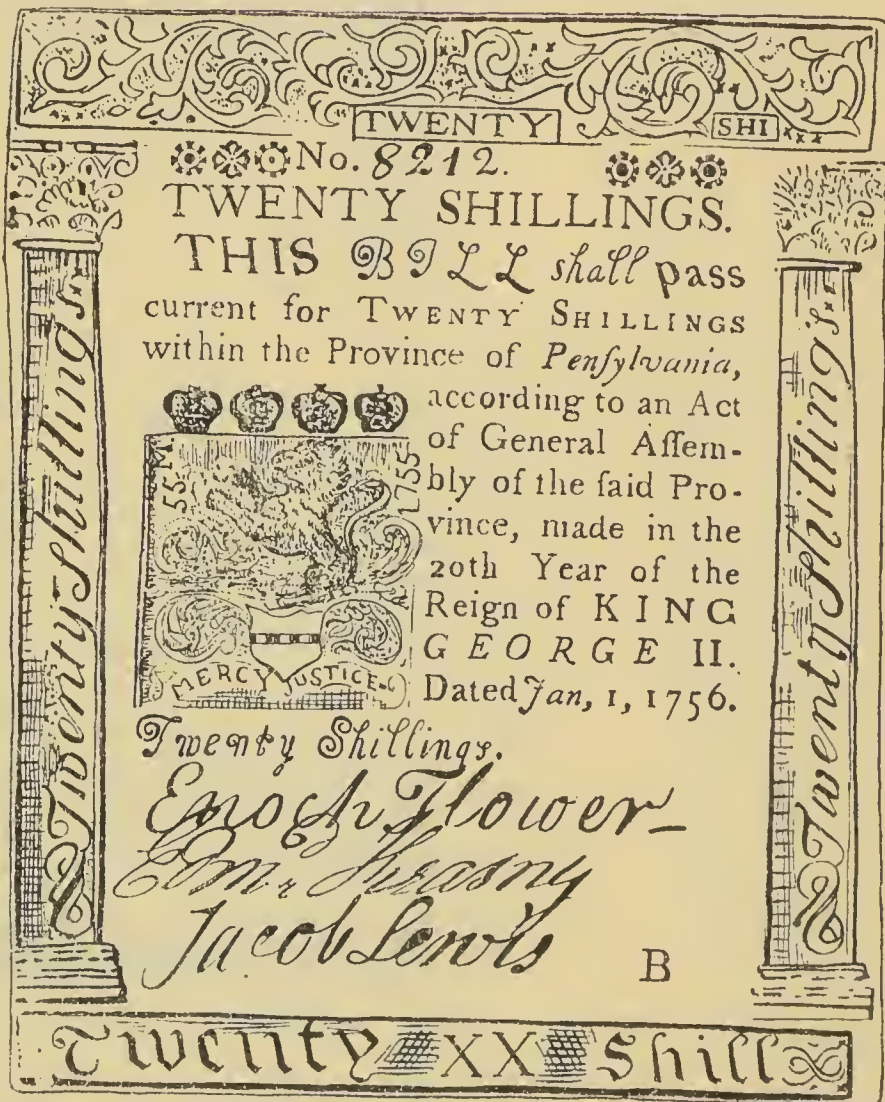 TWENTY
SHI
No. 8212.
TWENTY SHILLINGS.
THIS BILL shall pass
current for TWENTY SHILLINGS
within the Province of Penſylvania,
according to an Act
of General Aſſem-
bly of the ſaid Pro-
vince, made in the
20th Year of the
Reign of KING
GEORGE II.
Dated Jan, 1, 1756.
55. M.
1755
MERCY JUSTICE
Twenty Shillings.
Enoch Flower
Jacob Lewis
B
Twenty Shillings
Twenty Shillings
Twenty XX Shill